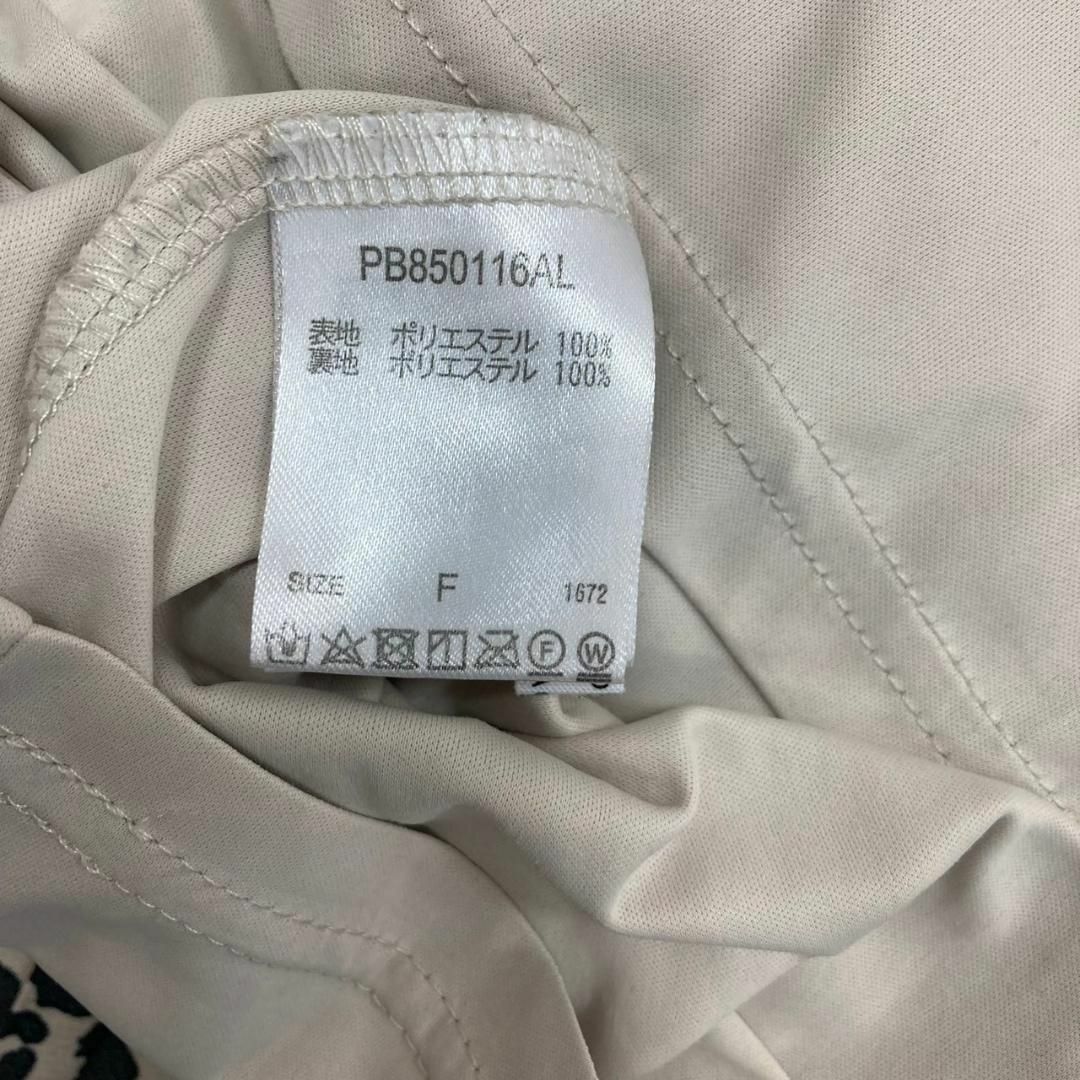 PB850116AL
表地 ポリエステル 100%
裏地 ポリエステル 100%
SIZE F 1672
F W